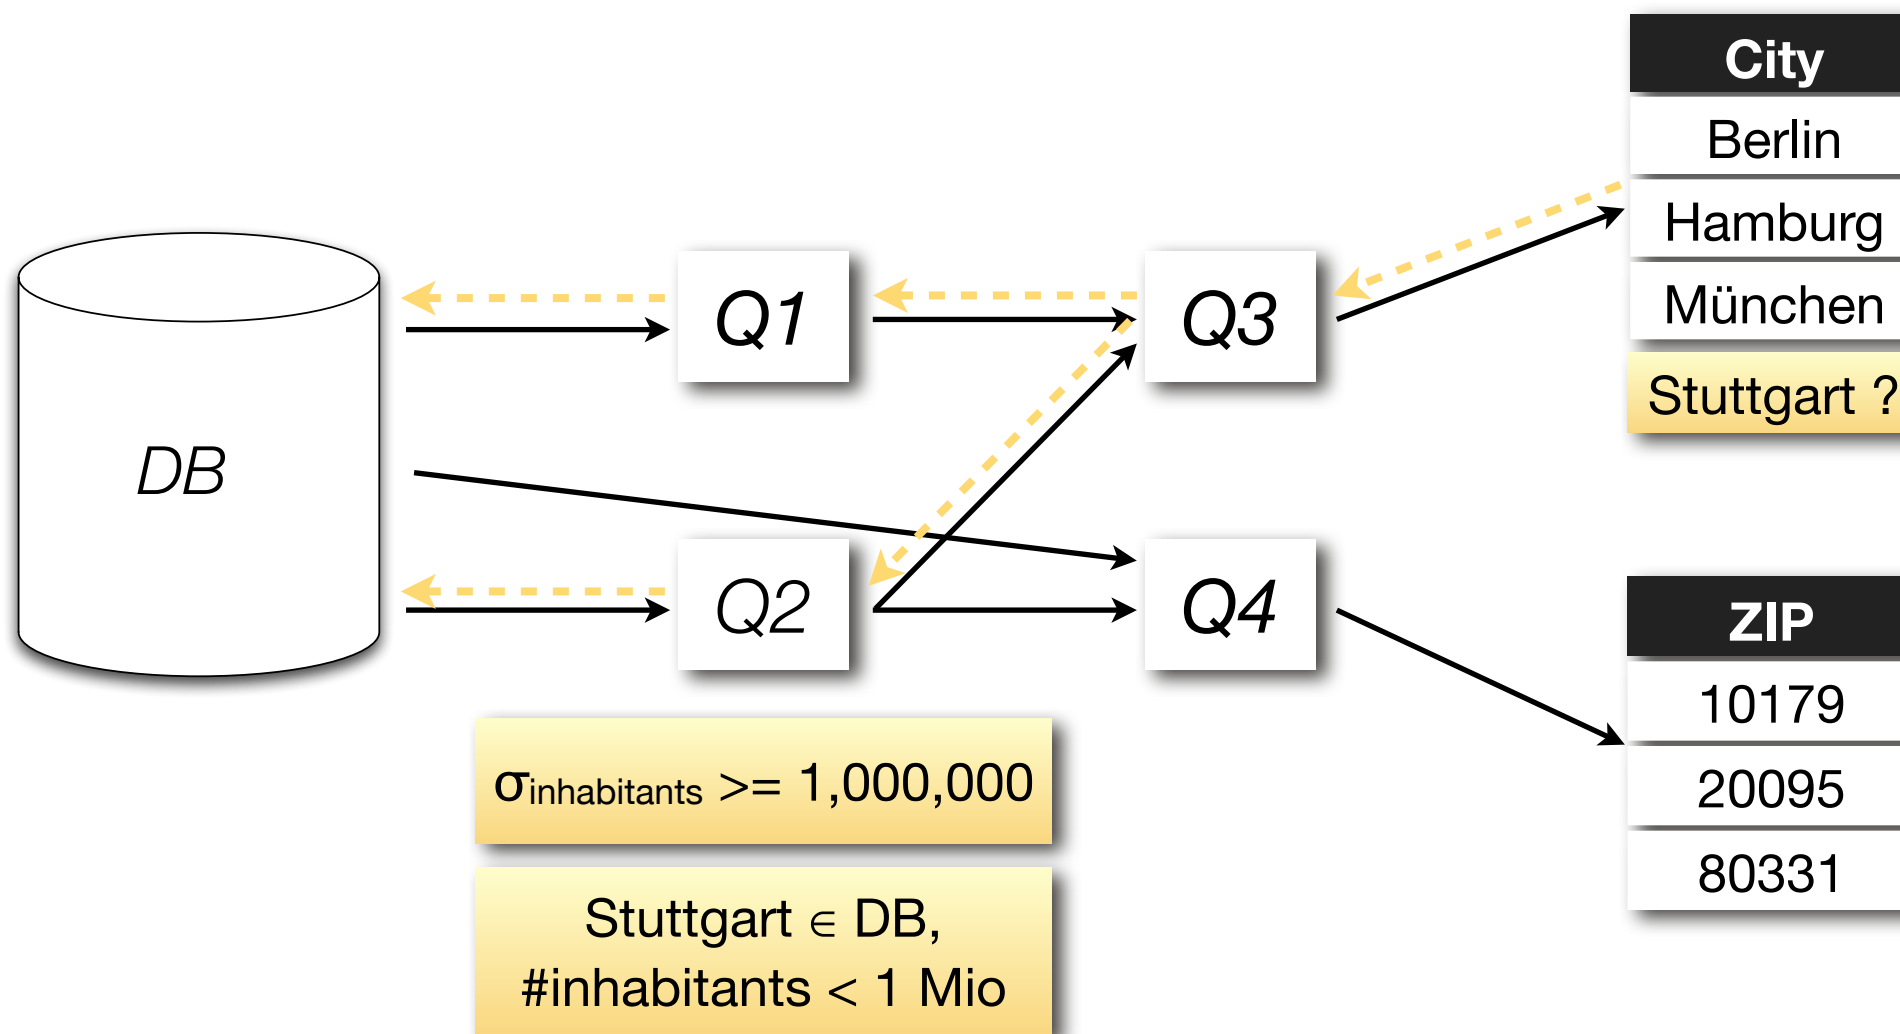 City
Berlin
Hamburg
München
Stuttgart ?
DB
Q1
Q3
Q2
Q4
σinhabitants >= 1,000,000
Stuttgart ∈ DB,
#inhabitants < 1 Mio
ZIP
10179
20095
80331